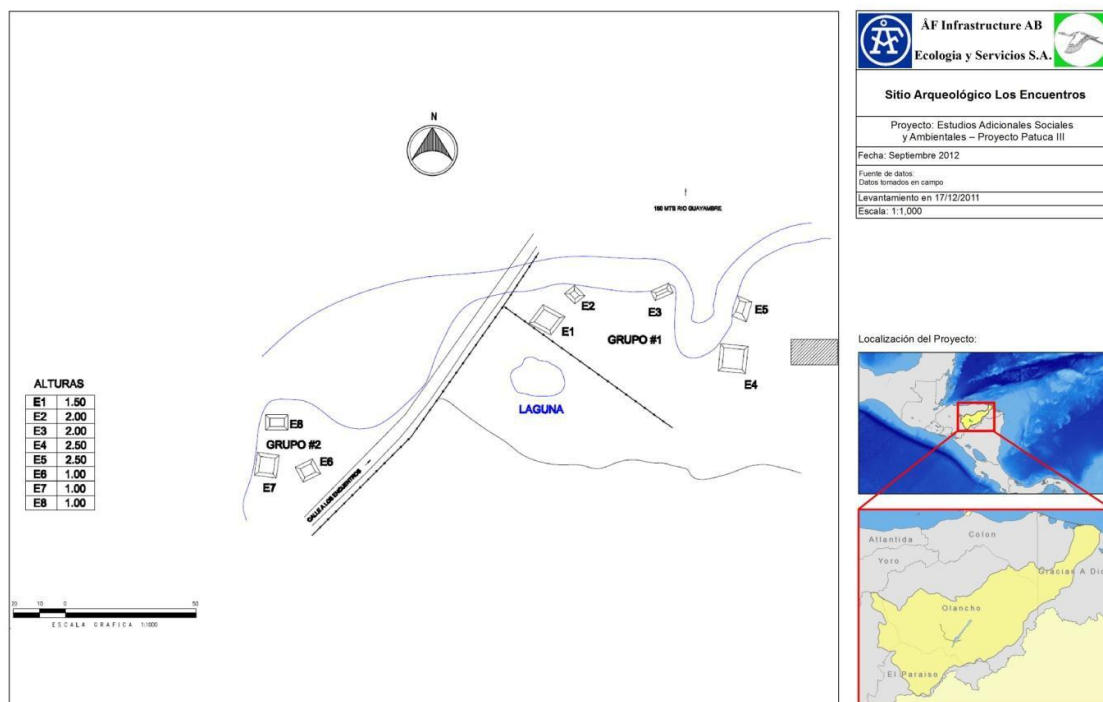 ÅF Infrastructure AB
Ecologia y Servicios S.A.
Sitio Arqueológico Los Encuentros
Proyecto: Estudios Adicionales Sociales
y Ambientales – Proyecto Patuca III
Fecha: Septiembre 2012
Fuente de datos:
Datos tomados en campo
Levantamiento en 17/12/2011
Escala: 1:1,000
Localización del Proyecto:
Atlantida
Colon
Yoro
Gracias A Dio
Olancho
El Paraiso
N
150 MTS RIO GUAYAMBRE
E2
E3
E5
E1
GRUPO #1
E4
LAGUNA
E8
GRUPO #2
E6
E7
CALLE A LOS ENCUENTROS
ALTURAS
E1 1.50
E2 2.00
E3 2.00
E4 2.50
E5 2.50
E6 1.00
E7 1.00
E8 1.00
20 10 0 50
ESCALA GRAFICA 1:1000